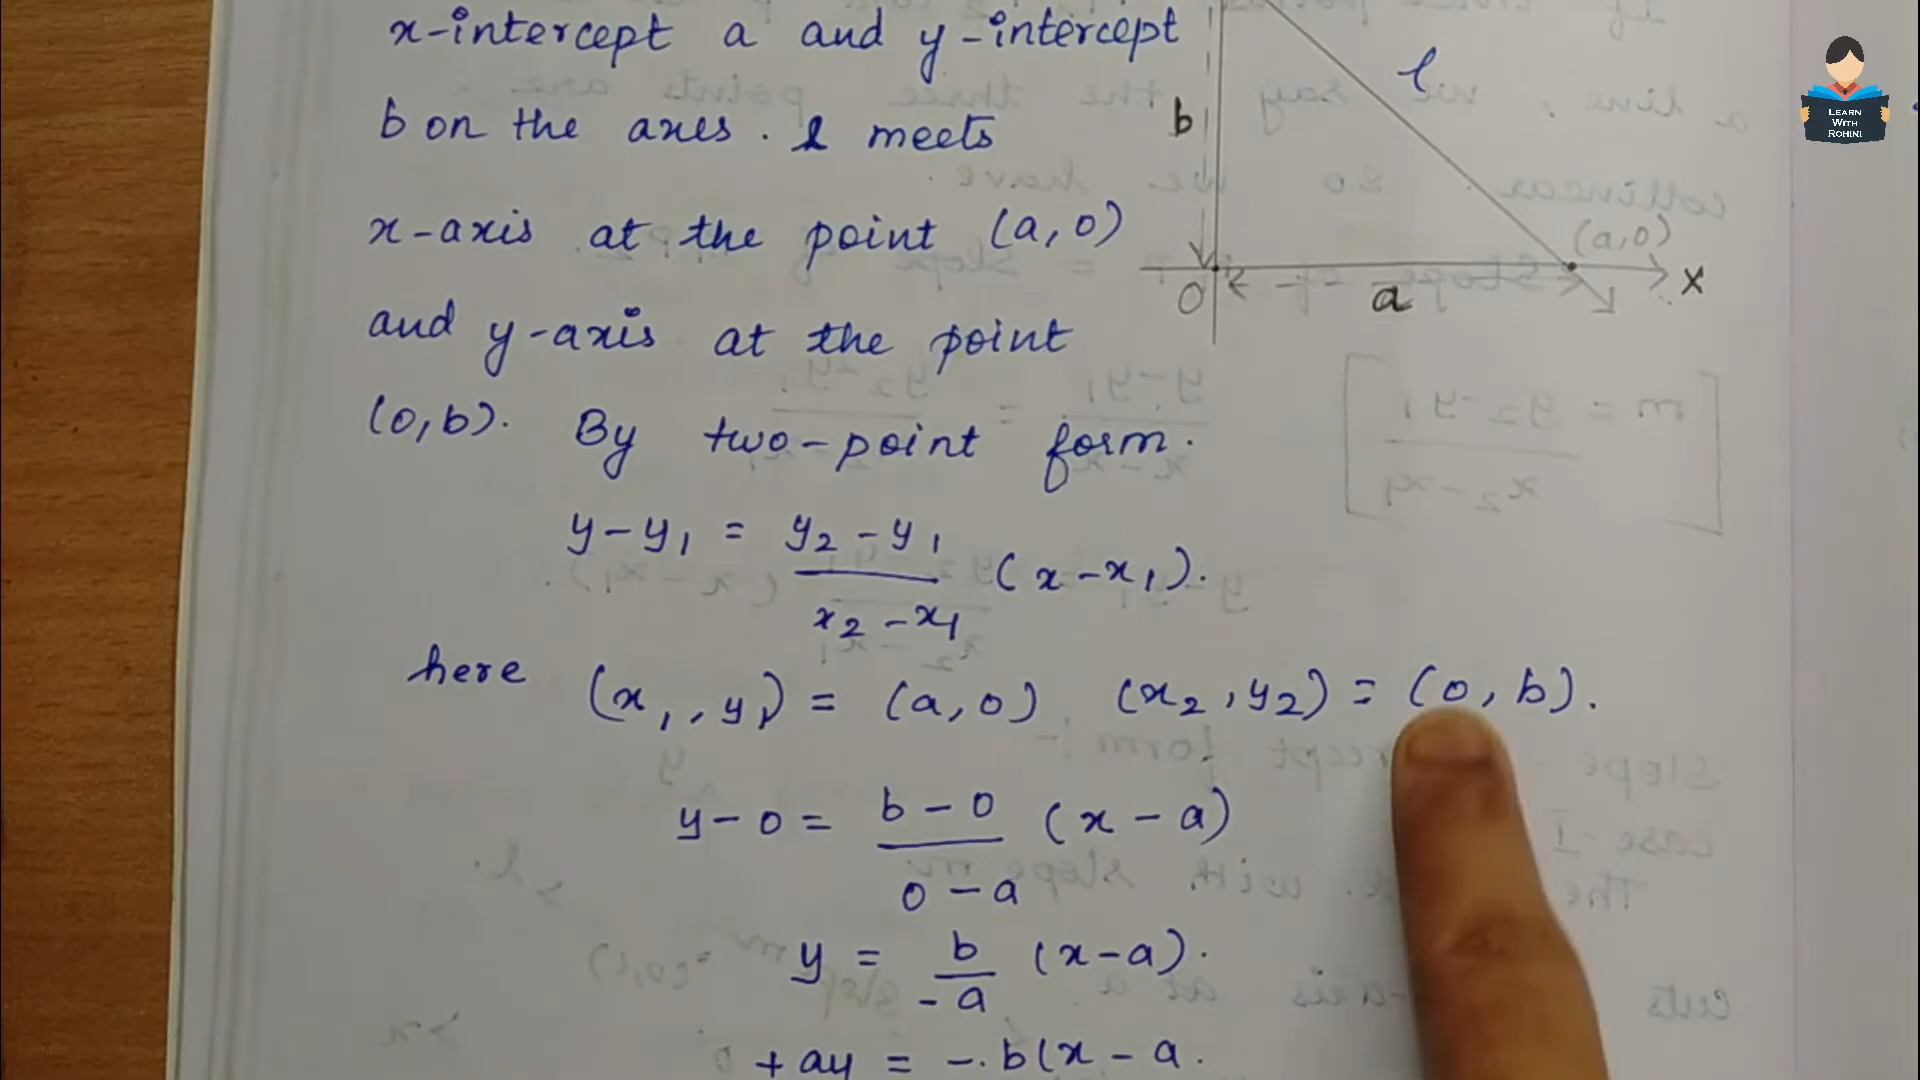 x-intercept a and y-intercept
b on the axes. l meets
x-axis at the point (a,0)
and y-axis at the point
(0,b). By two-point form.
y-y₁ = y₂-y₁/x₂-x₁ (x-x₁).
here (x₁,y₁) = (a,0) (x₂,y₂) = (0,b).
y-0 = b-0/0-a (x-a)
y = b/-a (x-a).
+ay = -.b(x-a.
l
b
(a,0)
O
a
X
LEARN
WITH
ROHINI